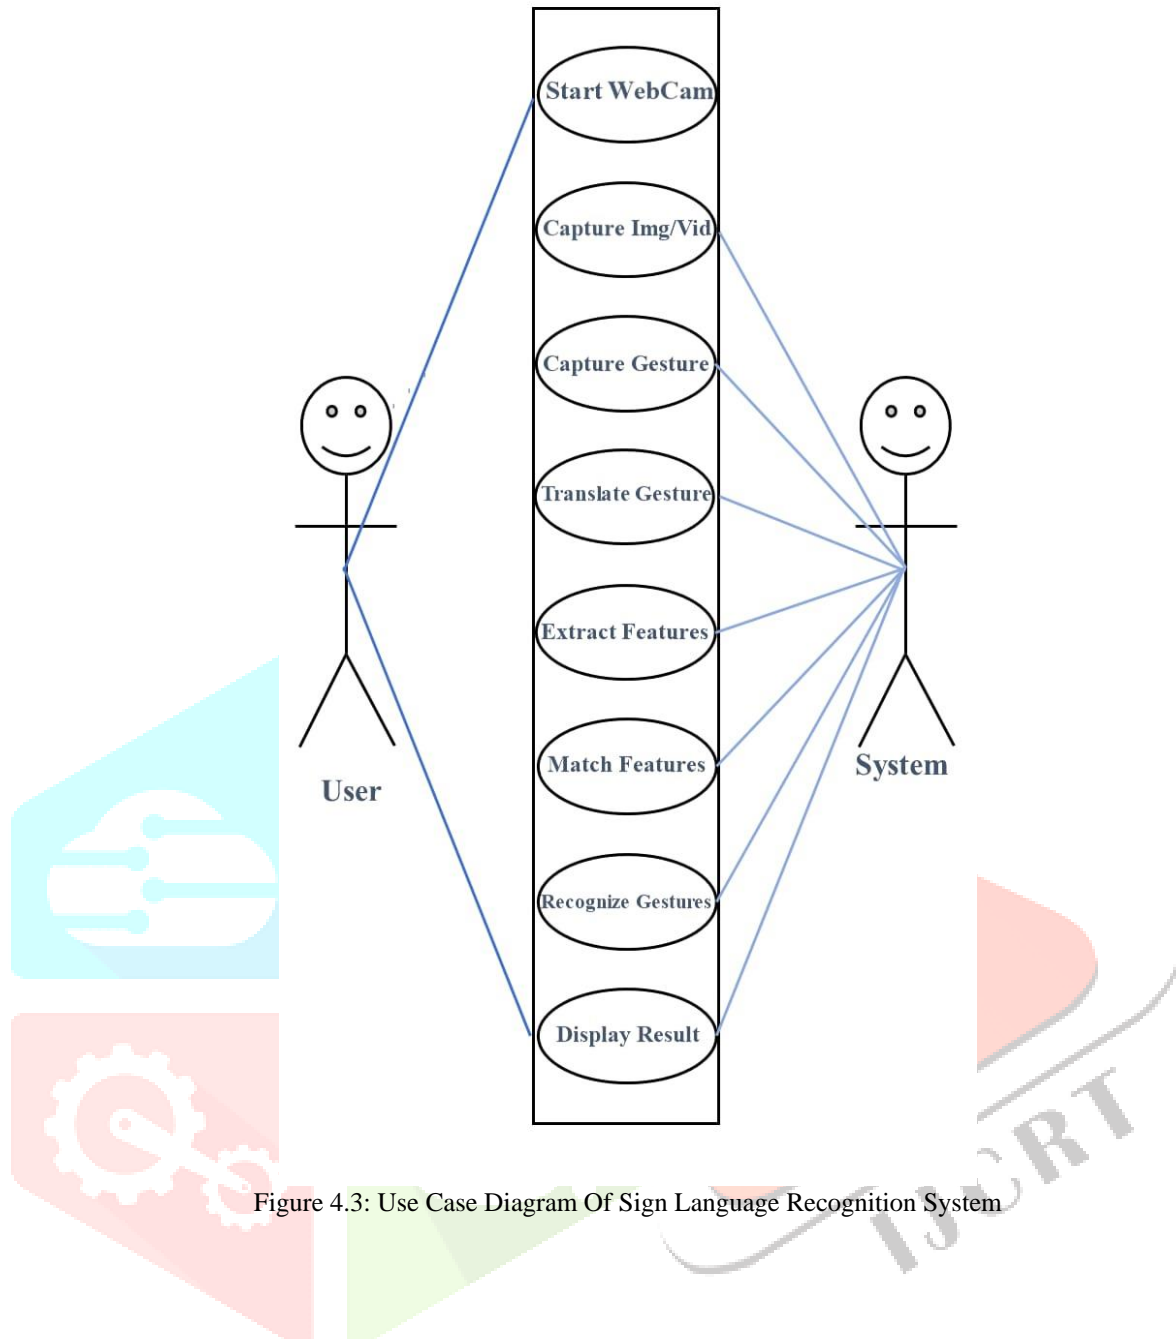 Start WebCam
Capture Img/Vid
Capture Gesture
Translate Gesture
Extract Features
Match Features
User
System
Recognize Gestures
Display Result
Figure 4.3: Use Case Diagram Of Sign Language Recognition System
IJCRT